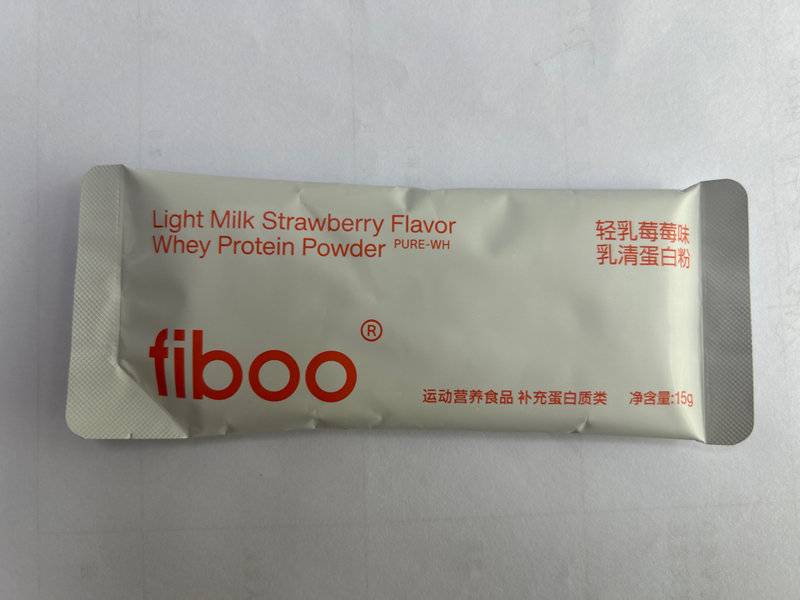 Light Milk Strawberry Flavor
Whey Protein Powder PURE-WH
轻乳莓莓味
乳清蛋白粉
fiboo®
运动营养食品 补充蛋白质类 净含量:15g